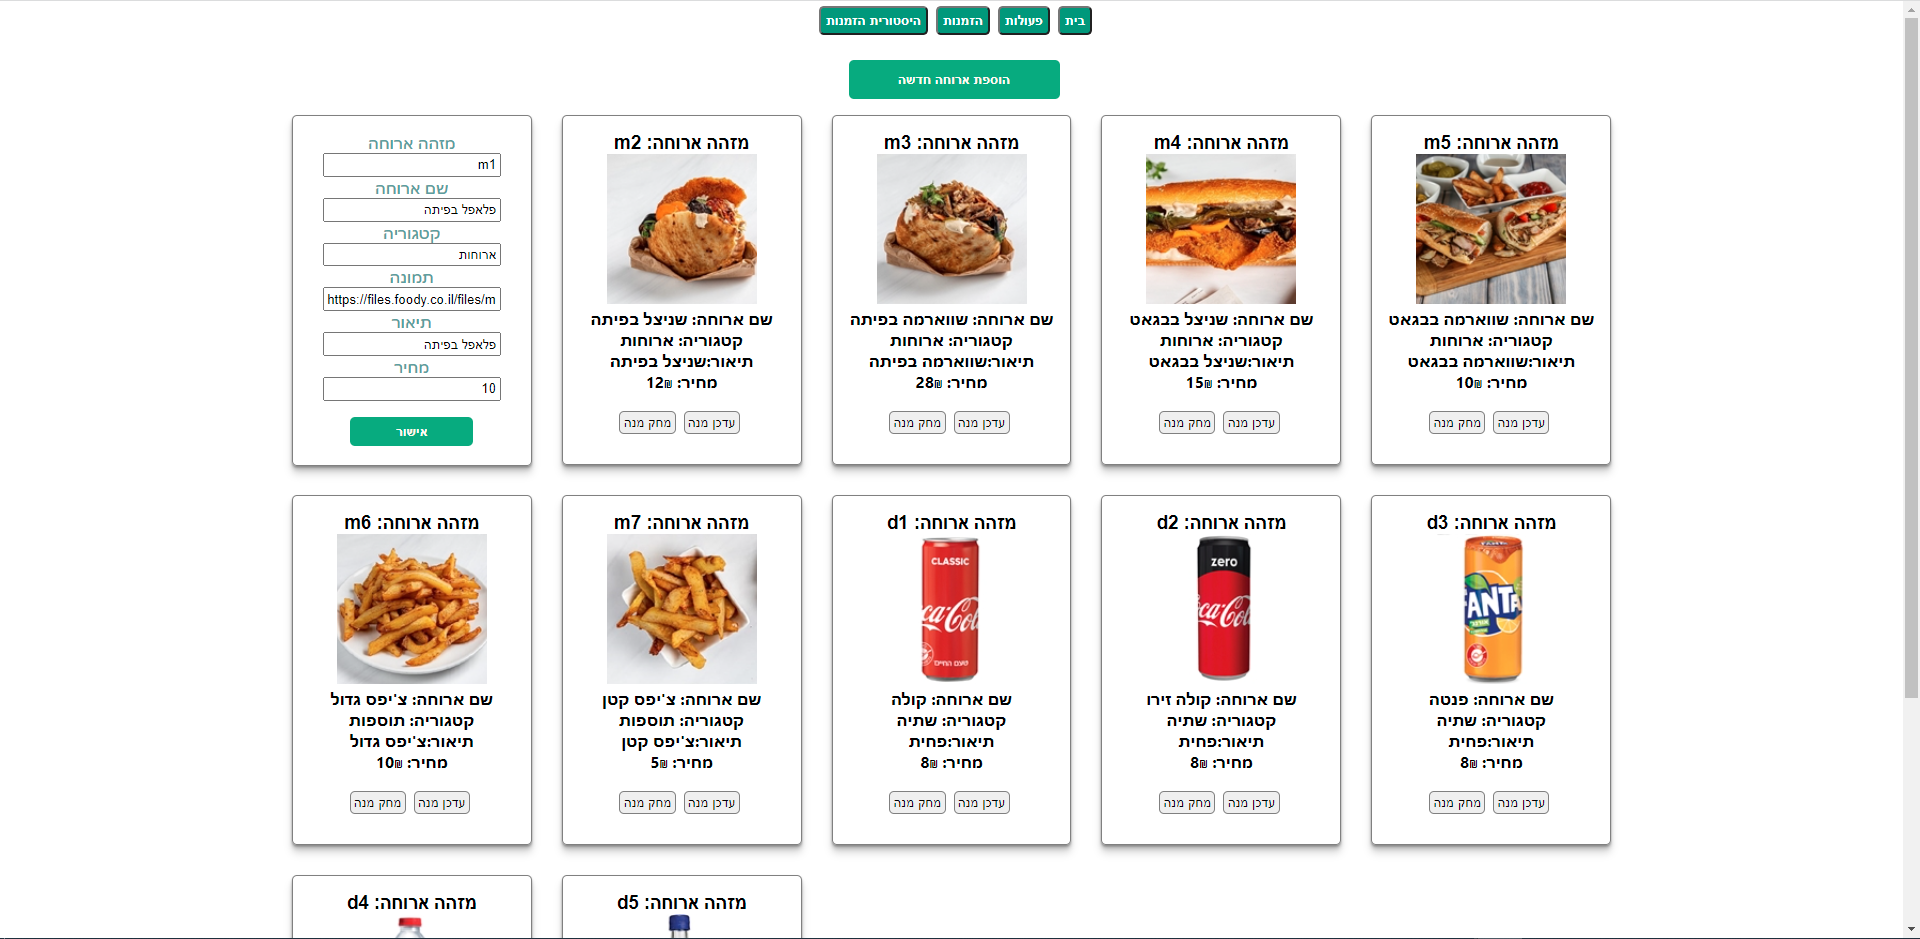 בית
פעולות
הזמנות
היסטורית הזמנות
הוספת ארוחה חדשה
מזהה ארוחה
m1
שם ארוחה
פלאפל בפיתה
קטגוריה
ארוחות
תמונה
https://files.foody.co.il/files/m
תיאור
פלאפל בפיתה
מחיר
10
אישור
מזהה ארוחה: m2
שם ארוחה: שניצל בפיתה
קטגוריה: ארוחות
תיאור:שניצל בפיתה
מחיר: 12₪
עדכן מנה
מחק מנה
מזהה ארוחה: m3
שם ארוחה: שווארמה בפיתה
קטגוריה: ארוחות
תיאור:שווארמה בפיתה
מחיר: 28₪
עדכן מנה
מחק מנה
מזהה ארוחה: m4
שם ארוחה: שניצל בבגאט
קטגוריה: ארוחות
תיאור:שניצל בבגאט
מחיר: 15₪
עדכן מנה
מחק מנה
מזהה ארוחה: m5
שם ארוחה: שווארמה בבגאט
קטגוריה: ארוחות
תיאור:שווארמה בבגאט
מחיר: 10₪
עדכן מנה
מחק מנה
מזהה ארוחה: m6
שם ארוחה: צ'יפס גדול
קטגוריה: תוספות
תיאור:צ'יפס גדול
מחיר: 10₪
עדכן מנה
מחק מנה
מזהה ארוחה: m7
שם ארוחה: צ'יפס קטן
קטגוריה: תוספות
תיאור:צ'יפס קטן
מחיר: 5₪
עדכן מנה
מחק מנה
מזהה ארוחה: d1
CLASSIC
Coca-Cola
טעם החיים
שם ארוחה: קולה
קטגוריה: שתיה
תיאור:פחית
מחיר: 8₪
עדכן מנה
מחק מנה
מזהה ארוחה: d2
zero
Coca-Cola
שם ארוחה: קולה זירו
קטגוריה: שתיה
תיאור:פחית
מחיר: 8₪
עדכן מנה
מחק מנה
מזהה ארוחה: d3
FANTA
שם ארוחה: פנטה
קטגוריה: שתיה
תיאור:פחית
מחיר: 8₪
עדכן מנה
מחק מנה
מזהה ארוחה: d4
מזהה ארוחה: d5